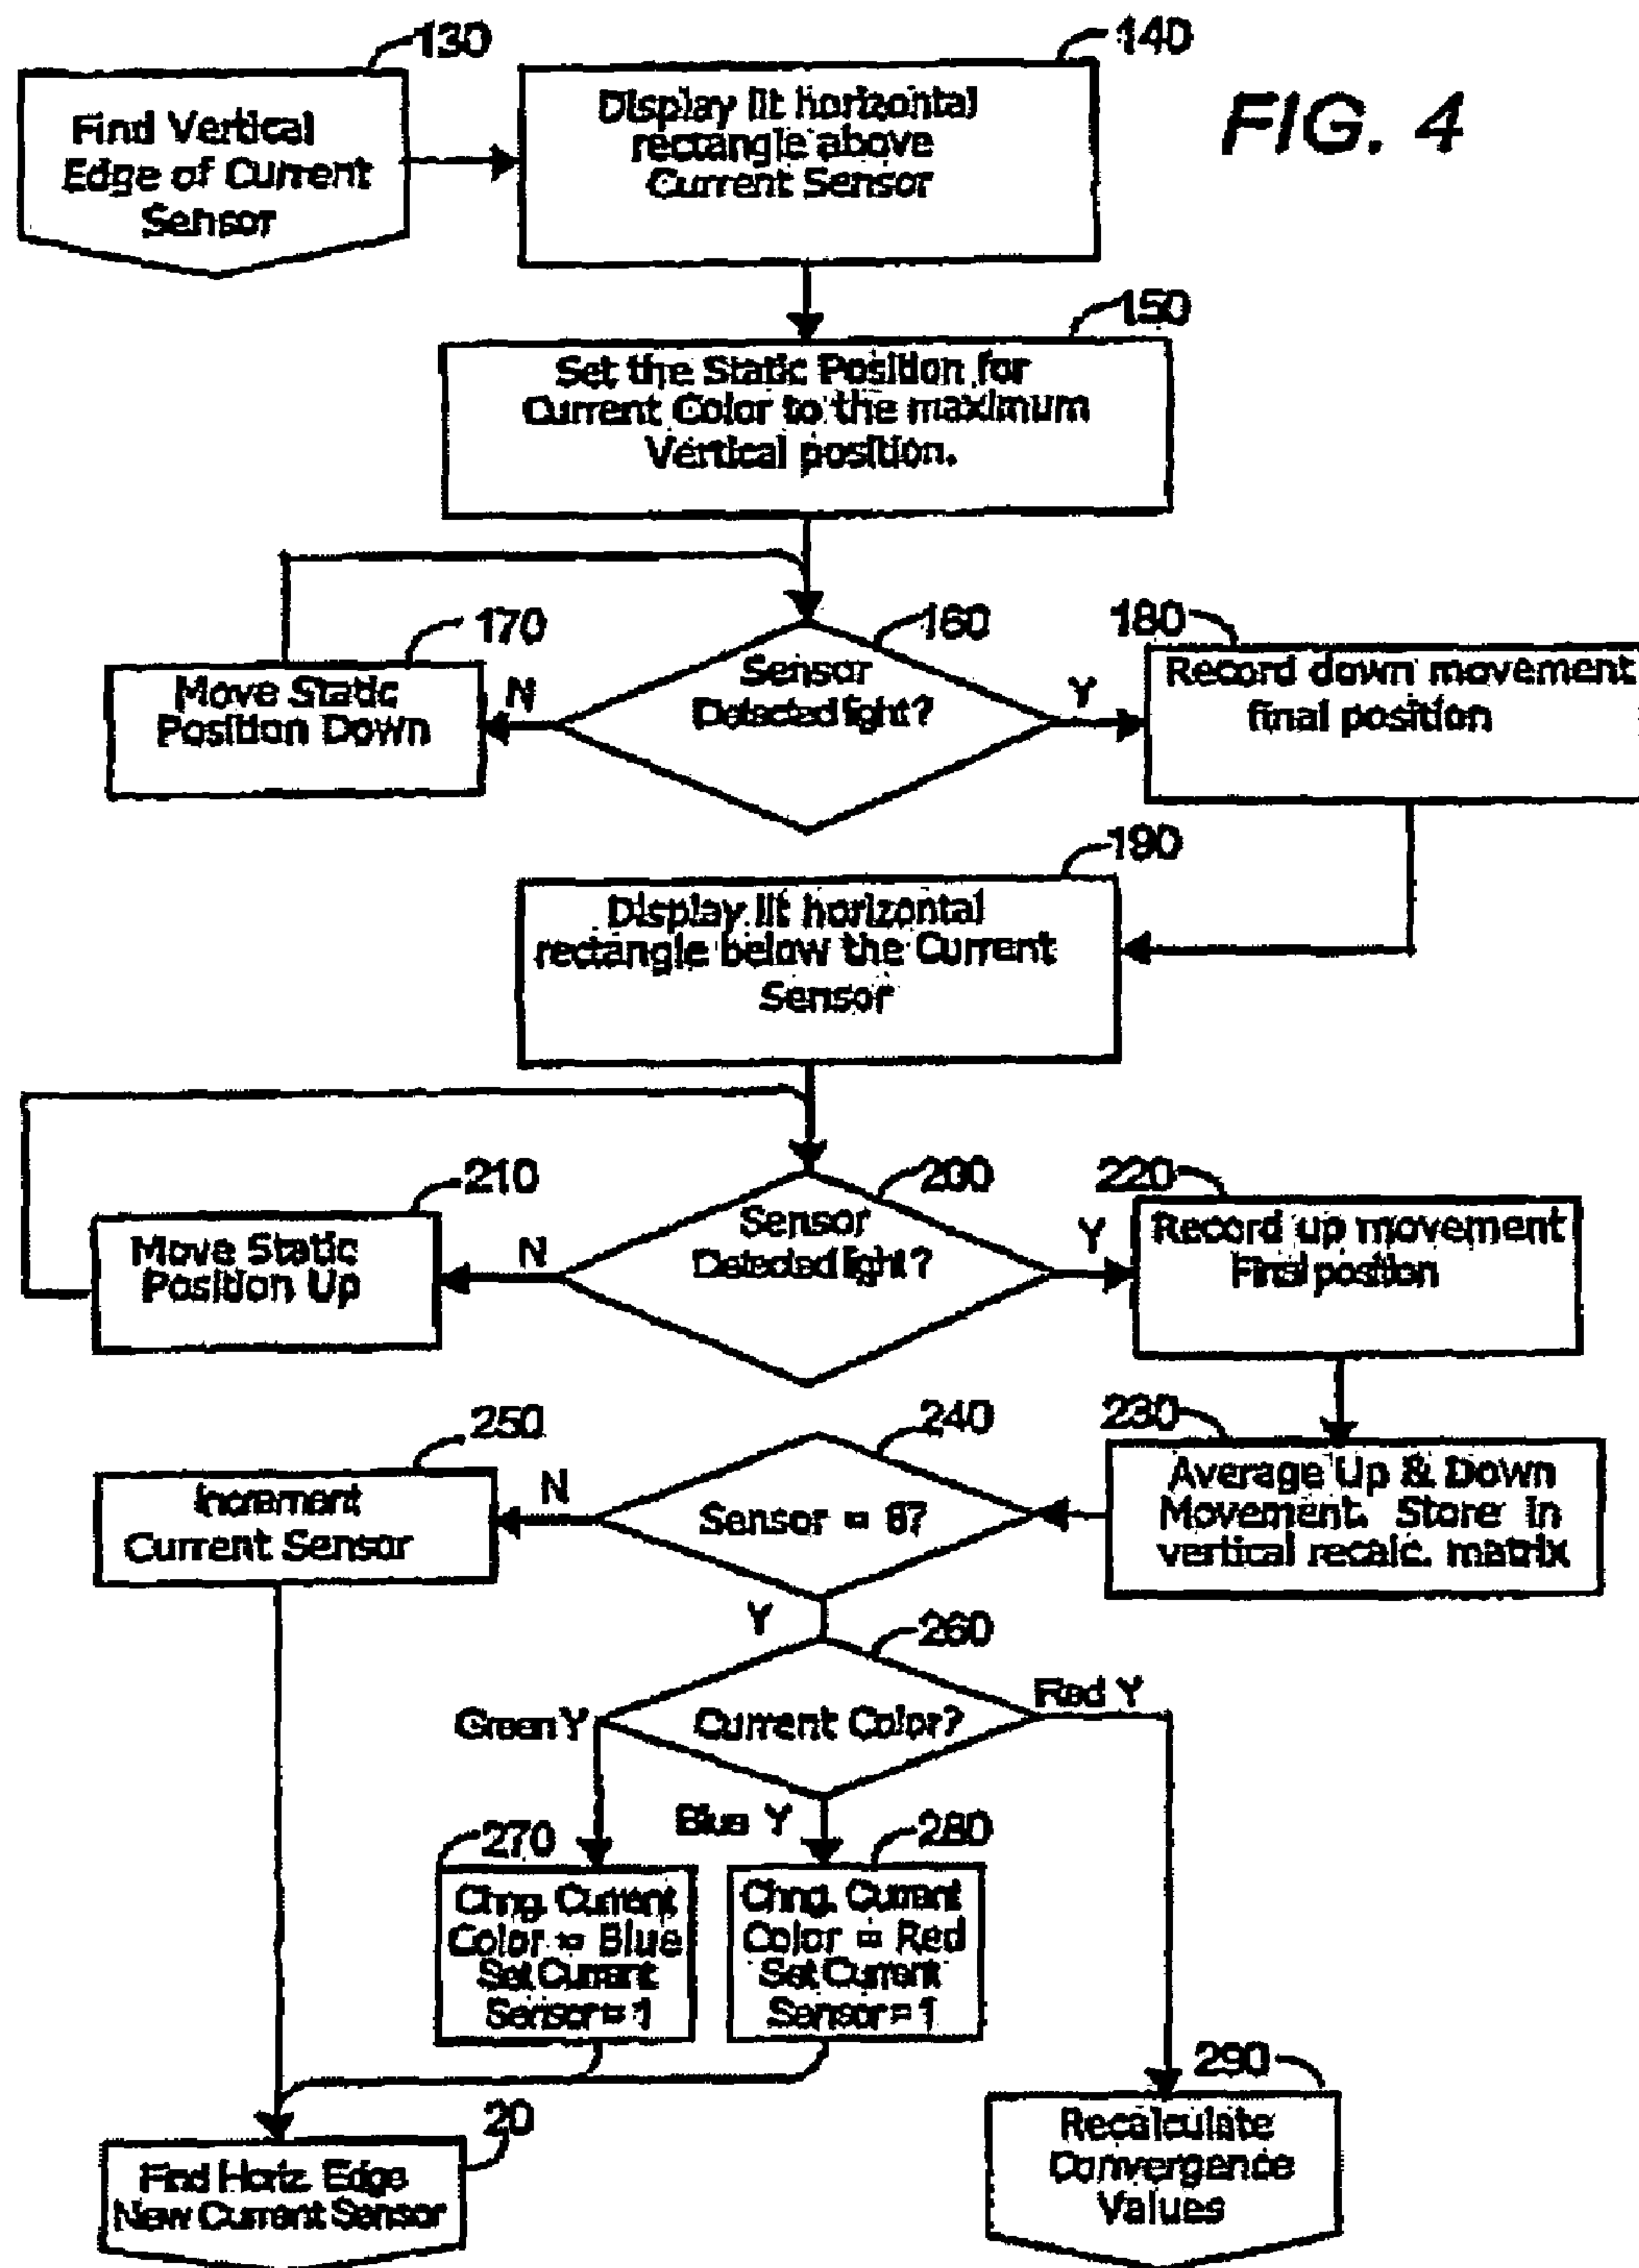 FIG. 4
130
Find Vertical
Edge of Current
Sensor
140
Display lit horizontal
rectangle above
Current Sensor
150
Set the Static Position for
Current Color to the maximum
Vertical position.
160
Sensor
Detected light?
N
Y
170
Move Static
Position Down
180
Record down movement
final position
190
Display lit horizontal
rectangle below the Current
Sensor
200
Sensor
Detected light?
N
Y
210
Move Static
Position Up
220
Record up movement
Final position
230
Average Up & Down
Movement. Store in
vertical recalc. matrix
240
Sensor = 8?
N
Y
250
Increment
Current Sensor
260
Current Color?
Green Y
Blue Y
Red Y
270
Chng. Current
Color = Blue
Set Current
Sensor = 1
280
Chng. Current
Color = Red
Set Current
Sensor = 1
20
Find Horiz. Edge
New Current Sensor
290
Recalculate
Convergence
Values